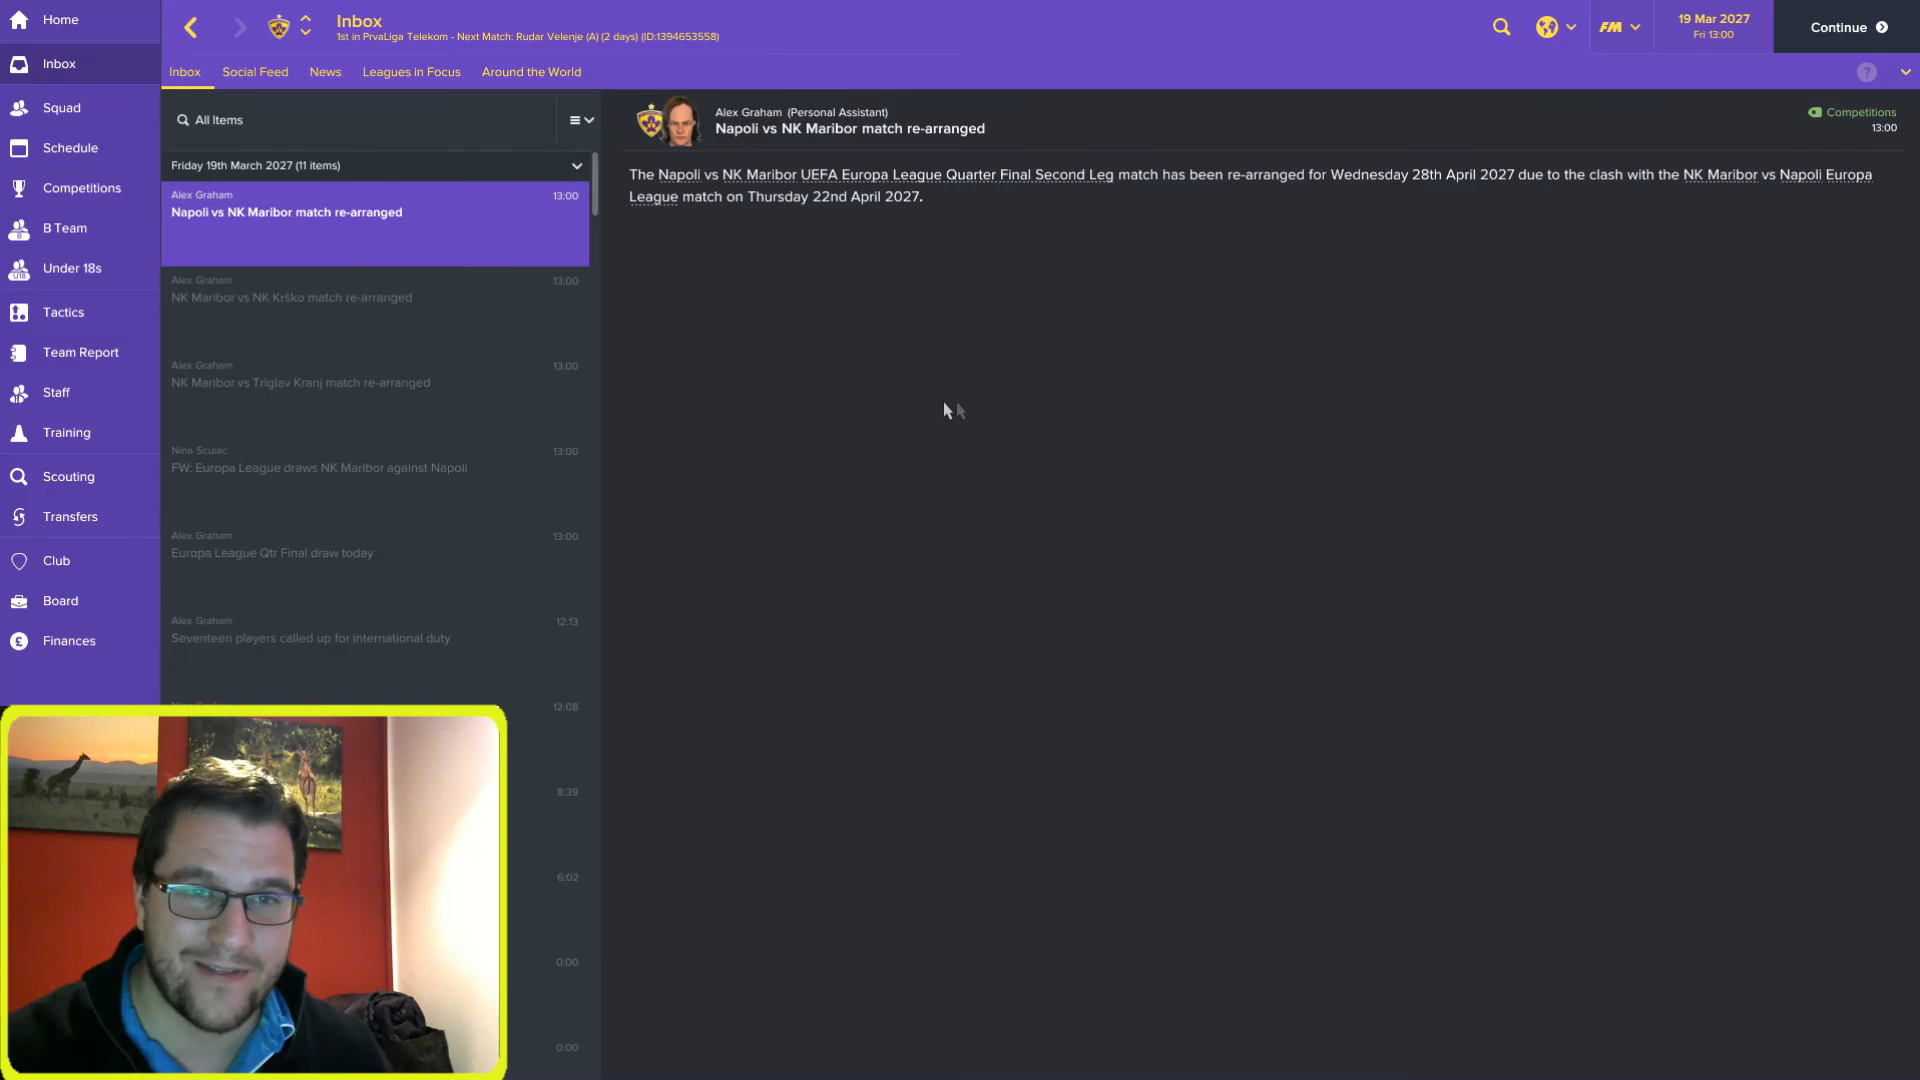 Home
Inbox
Squad
Schedule
Competitions
B Team
Under 18s
Tactics
Team Report
Staff
Training
Scouting
Transfers
Club
Board
Finances
Inbox
1st in PrvaLiga Telekom - Next Match: Rudar Velenje (A) (2 days) (ID:1394653558)
FM
19 Mar 2027
Fri 13:00
Continue
Inbox Social Feed News Leagues in Focus Around the World
?
All Items
Friday 19th March 2027 (11 items)
Alex Graham 13:00
Napoli vs NK Maribor match re-arranged
Alex Graham 13:00
NK Maribor vs NK Krško match re-arranged
Alex Graham 13:00
NK Maribor vs Triglav Kranj match re-arranged
Nine Sculac 13:00
FW: Europa League draws NK Maribor against Napoli
Alex Graham 13:00
Europa League Qtr Final draw today
Alex Graham 12:13
Seventeen players called up for international duty
12:08
8:39
6:02
0:00
0:00
Alex Graham (Personal Assistant)
Napoli vs NK Maribor match re-arranged
Competitions
13:00
The Napoli vs NK Maribor UEFA Europa League Quarter Final Second Leg match has been re-arranged for Wednesday 28th April 2027 due to the clash with the NK Maribor vs Napoli Europa
League match on Thursday 22nd April 2027.